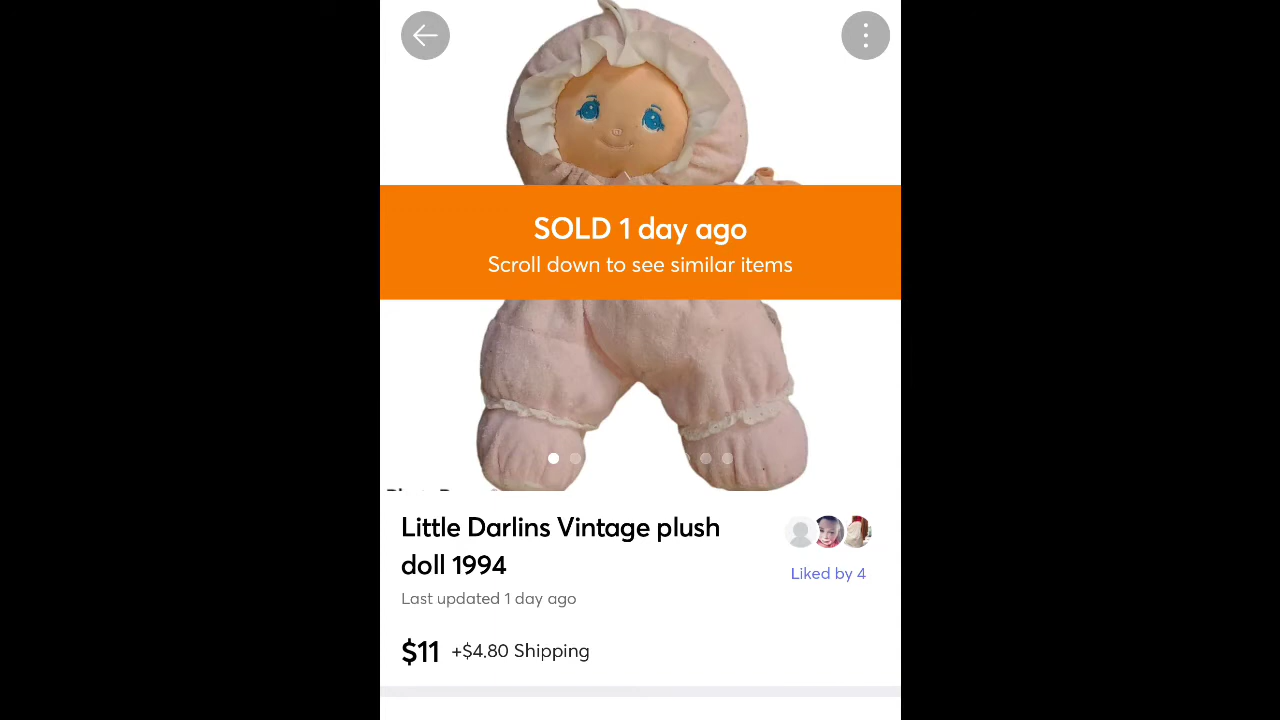 SOLD 1 day ago
Scroll down to see similar items
Little Darlins Vintage plush
doll 1994
Liked by 4
Last updated 1 day ago
$11 +$4.80 Shipping